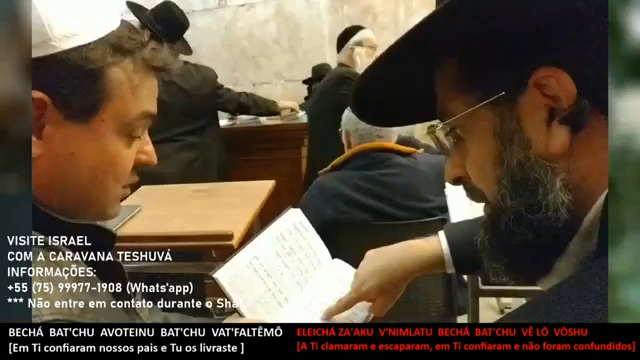 VISITE ISRAEL
COM A CARAVANA TESHUVÁ
INFORMAÇÕES:
+55 (75) 99977-1908 (Whats'app)
*** Não entre em contato durante o
BECHÁ BAT'CHU AVOTEINU BAT'CHU VAT'FALTÊMÔ
[Em Ti confiaram nossos pais e Tu os livraste ]
ELEICHÁ ZA'AKU V'NIMLATU BECHÁ BAT'CHU VÊ LÔ VÔSHU
[A Ti clamaram e escaparam, em Ti confiaram e não foram confundidos]